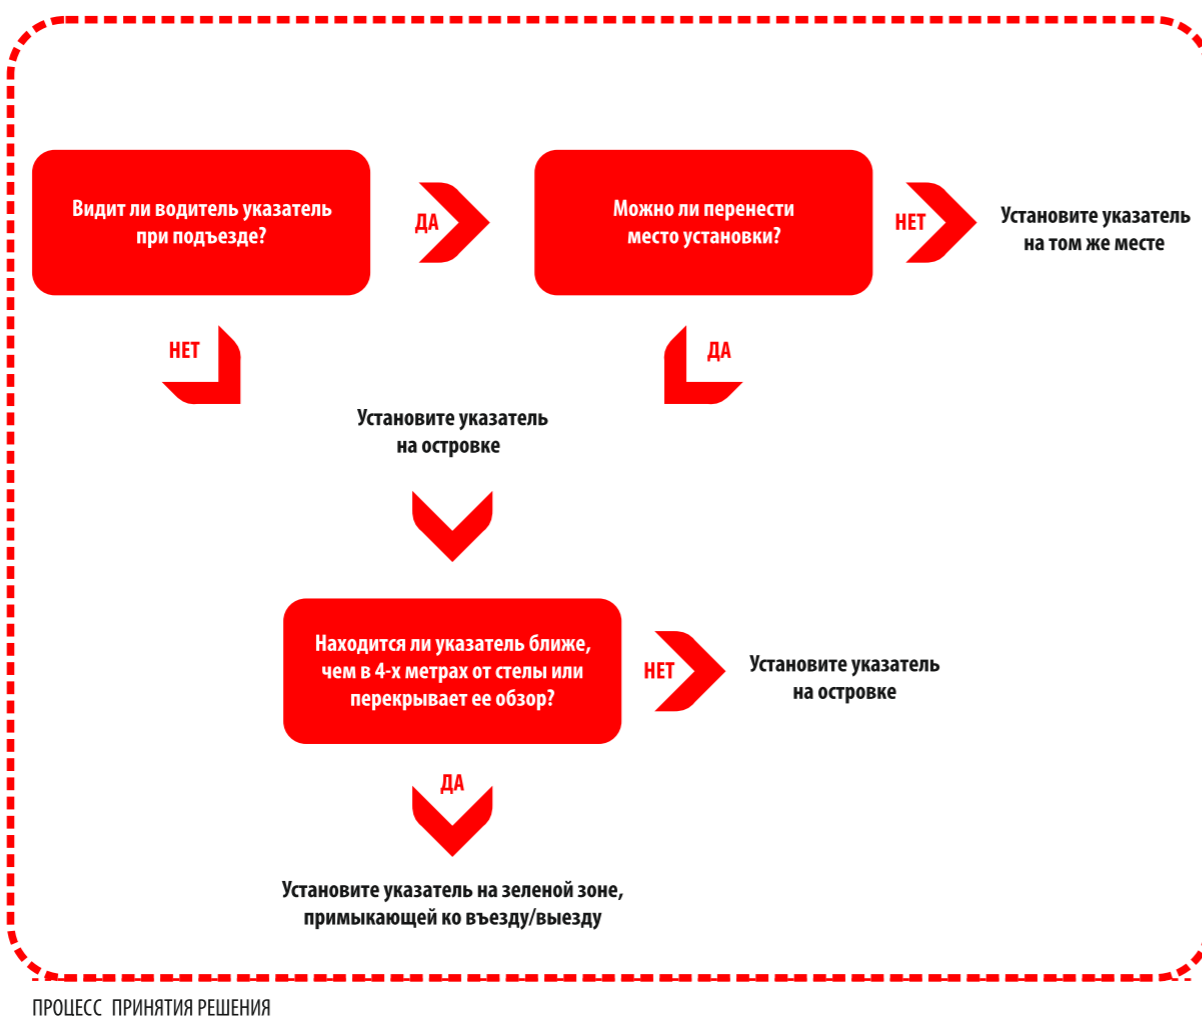 Видит ли водитель указатель
при подъезде?
ДА
Можно ли перенести
место установки?
НЕТ
Установите указатель
на том же месте
НЕТ
ДА
Установите указатель
на островке
Находится ли указатель ближе,
чем в 4-х метрах от стелы или
перекрывает ее обзор?
НЕТ
Установите указатель
на островке
ДА
Установите указатель на зеленой зоне,
примыкающей ко въезду/выезду
ПРОЦЕСС ПРИНЯТИЯ РЕШЕНИЯ